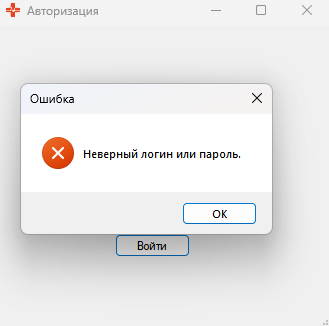 Авторизация
Ошибка
Неверный логин или пароль.
OK
Войти